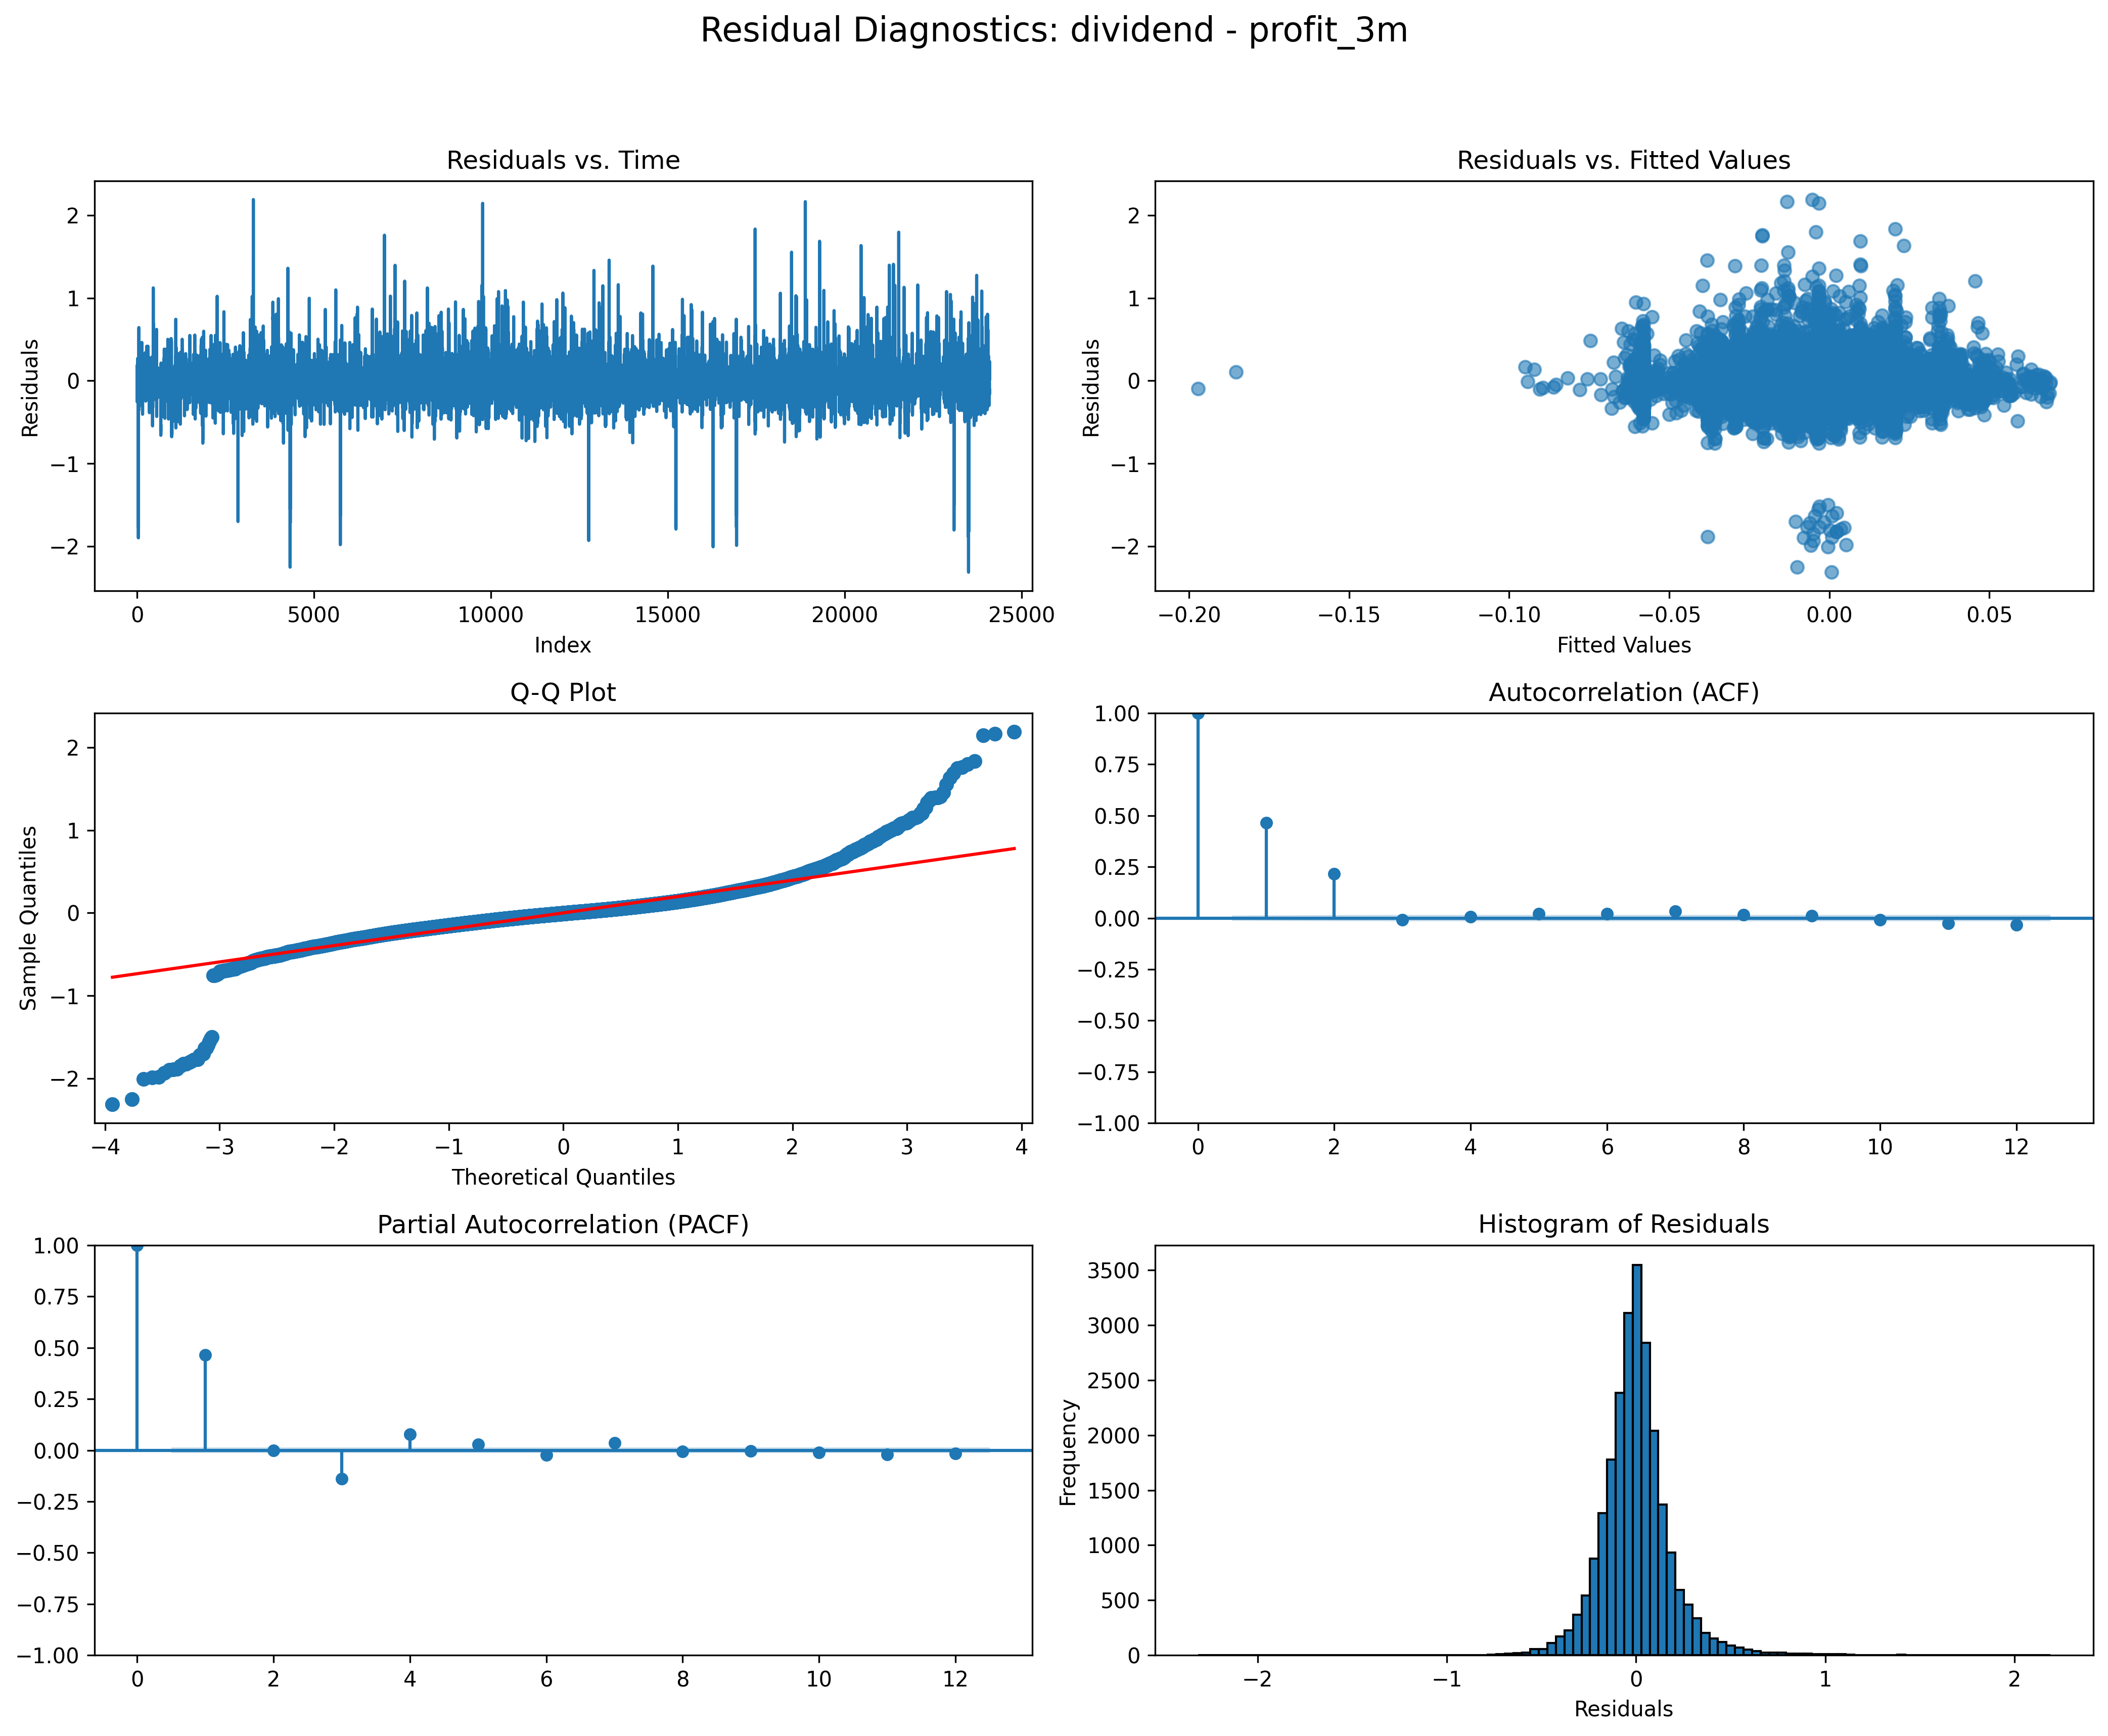 Residual Diagnostics: dividend - profit_3m
Residuals vs. Time
Residuals
2
1
0
−1
−2
0 5000 10000 15000 20000 25000
Index
Residuals vs. Fitted Values
Residuals
2
1
0
−1
−2
−0.20 −0.15 −0.10 −0.05 0.00 0.05
Fitted Values
Q-Q Plot
Sample Quantiles
2
1
0
−1
−2
−4 −3 −2 −1 0 1 2 3 4
Theoretical Quantiles
Autocorrelation (ACF)
1.00
0.75
0.50
0.25
0.00
−0.25
−0.50
−0.75
−1.00
0 2 4 6 8 10 12
Partial Autocorrelation (PACF)
1.00
0.75
0.50
0.25
0.00
−0.25
−0.50
−0.75
−1.00
0 2 4 6 8 10 12
Histogram of Residuals
Frequency
3500
3000
2500
2000
1500
1000
500
0
−2 −1 0 1 2
Residuals